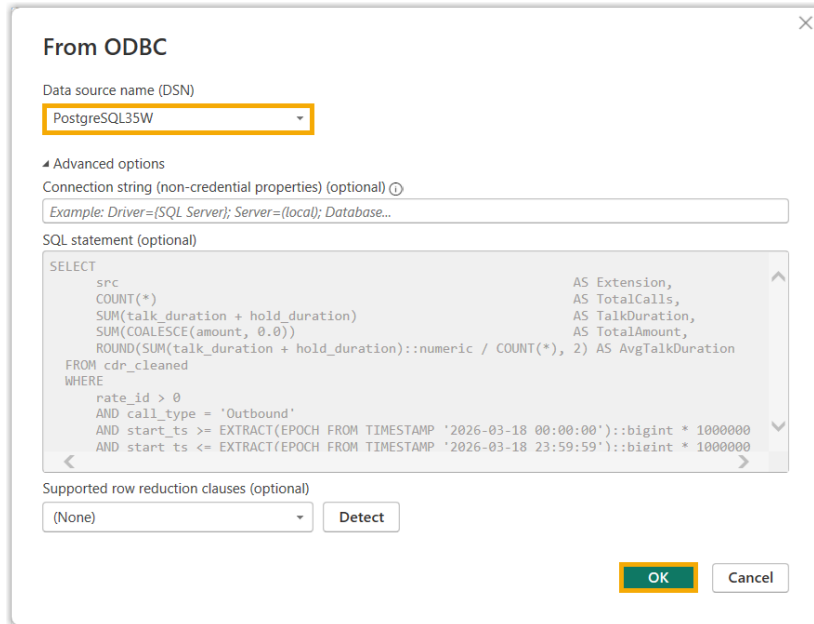 From ODBC
Data source name (DSN)
PostgreSQL35W
Advanced options
Connection string (non-credential properties) (optional)
Example: Driver={SQL Server}; Server=(local); Database...
SQL statement (optional)
SELECT
src AS Extension,
COUNT(*) AS TotalCalls,
SUM(talk_duration + hold_duration) AS TalkDuration,
SUM(COALESCE(amount, 0.0)) AS TotalAmount,
ROUND(SUM(talk_duration + hold_duration)::numeric / COUNT(*), 2) AS AvgTalkDuration
FROM cdr_cleaned
WHERE
rate_id > 0
AND call_type = 'Outbound'
AND start_ts >= EXTRACT(EPOCH FROM TIMESTAMP '2026-03-18 00:00:00')::bigint * 1000000
AND start_ts <= EXTRACT(EPOCH FROM TIMESTAMP '2026-03-18 23:59:59')::bigint * 1000000
Supported row reduction clauses (optional)
(None) Detect
OK Cancel